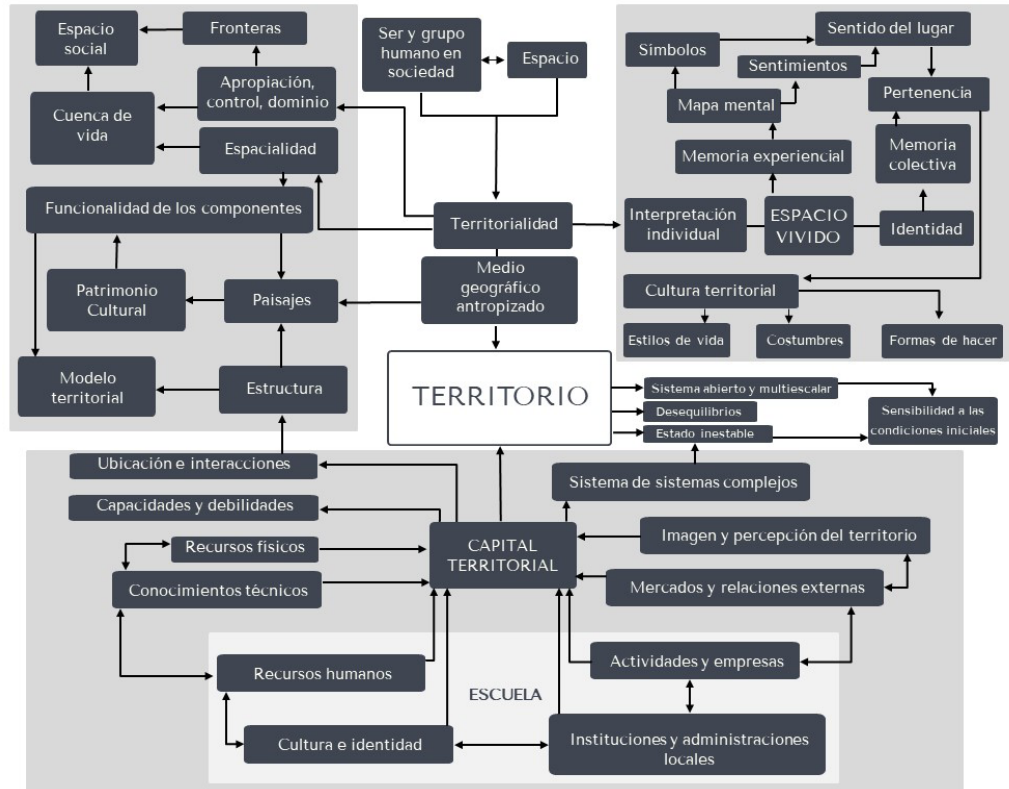 Espacio
social
Fronteras
Apropiación,
control, dominio
Cuenca de
vida
Espacialidad
Funcionalidad de los componentes
Patrimonio
Cultural
Paisajes
Modelo
territorial
Estructura
Ser y grupo
humano en
sociedad
Espacio
Territorialidad
Medio
geográfico
antropizado
TERRITORIO
Símbolos
Sentido del lugar
Sentimientos
Mapa mental
Pertenencia
Memoria experiencial
Memoria
colectiva
Interpretación
individual
ESPACIO
VIVIDO
Identidad
Cultura territorial
Estilos de vida
Costumbres
Formas de hacer
Sistema abierto y multiescalar
Desequilibrios
Estado inestable
Sensibilidad a las
condiciones iniciales
Ubicación e interacciones
Capacidades y debilidades
Recursos físicos
Conocimientos técnicos
CAPITAL
TERRITORIAL
Sistema de sistemas complejos
Imagen y percepción del territorio
Mercados y relaciones externas
Recursos humanos
ESCUELA
Actividades y empresas
Cultura e identidad
Instituciones y administraciones
locales